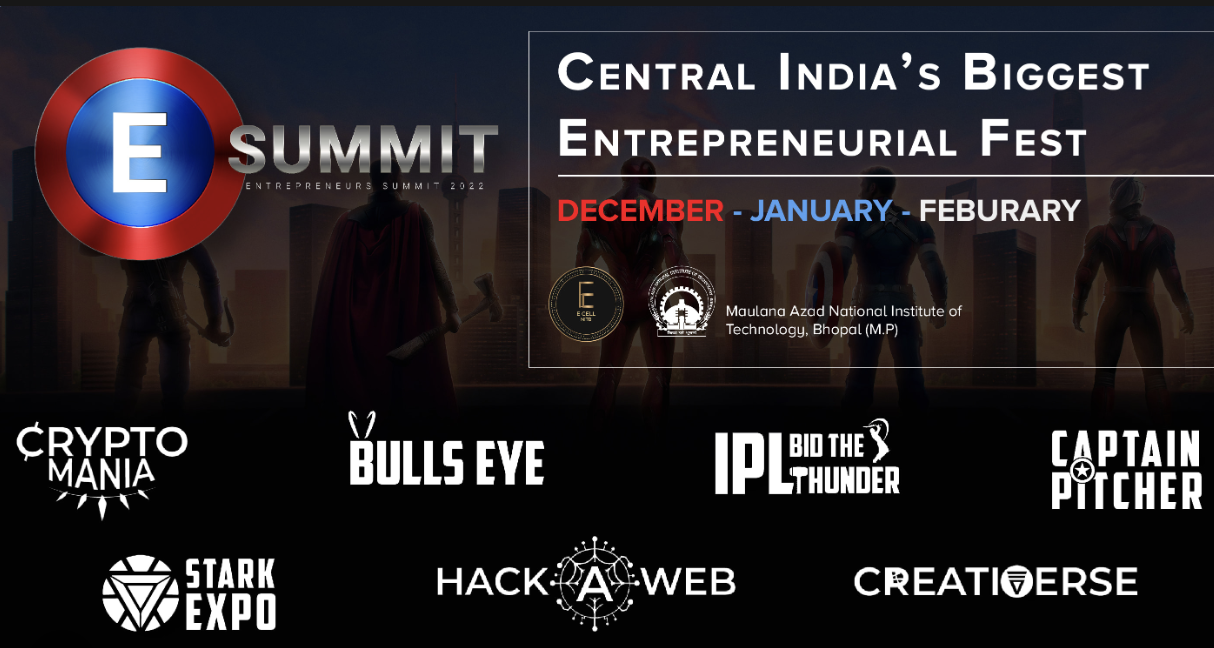 E
SUMMIT
ENTREPRENEURS SUMMIT 2022
CENTRAL INDIA'S BIGGEST
ENTREPRENEURIAL FEST
DECEMBER - JANUARY - FEBURARY
E
E-CELL
Maulana Azad National Institute of
Technology, Bhopal (M.P)
CRYPTO
MANIA
BULLS EYE
IPL BID THE
THUNDER
CAPTAIN
PITCHER
STARK
EXPO
HACK A WEB
CREATIVERSE